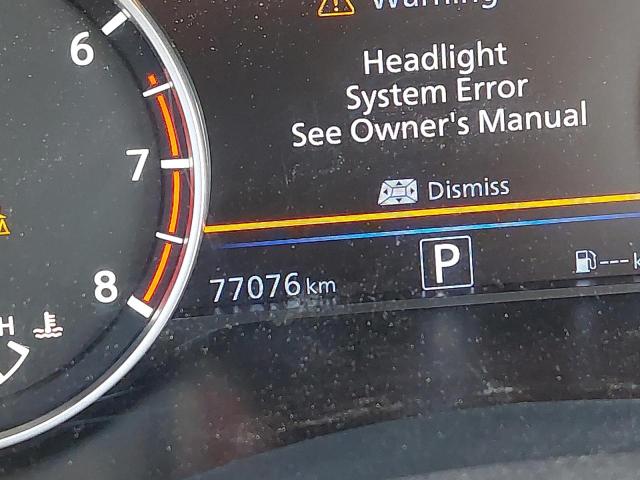 Warning
Headlight
System Error
See Owner's Manual
Dismiss
6
7
8
H
77076 km
P
--- k